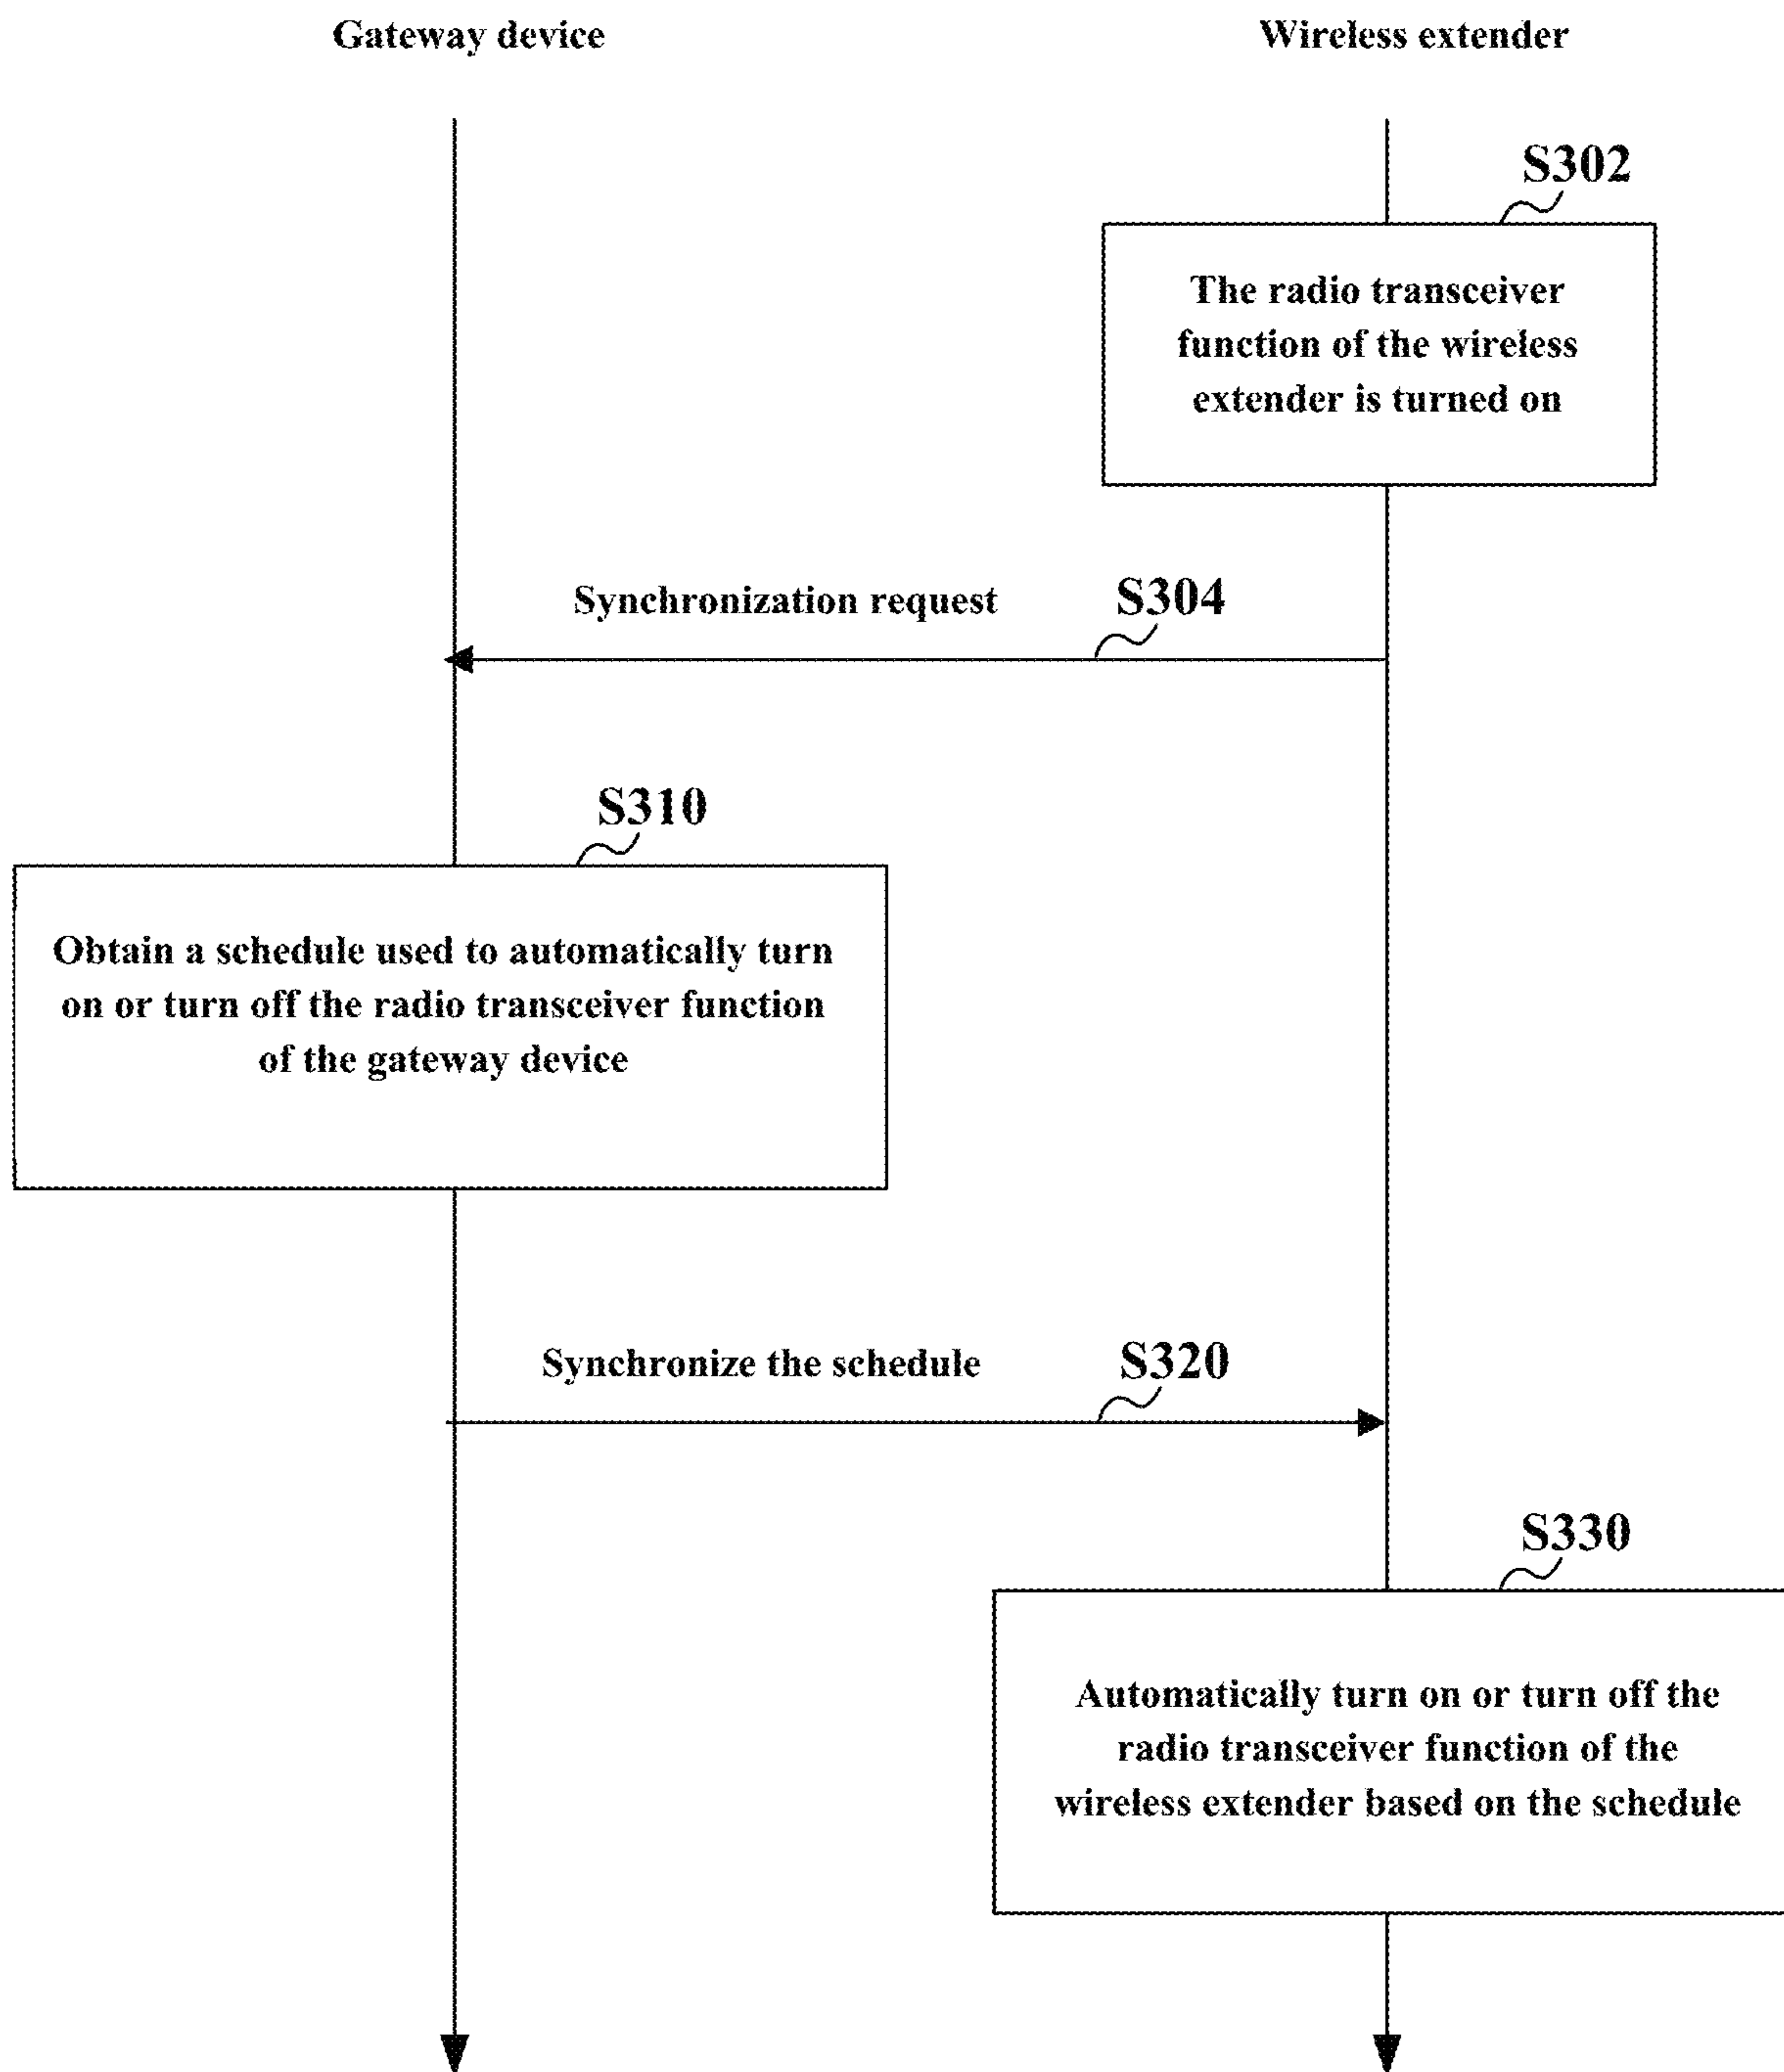 Gateway device
Wireless extender
S302
The radio transceiver
function of the wireless
extender is turned on
Synchronization request
S304
S310
Obtain a schedule used to automatically turn
on or turn off the radio transceiver function
of the gateway device
Synchronize the schedule
S320
S330
Automatically turn on or turn off the
radio transceiver function of the
wireless extender based on the schedule